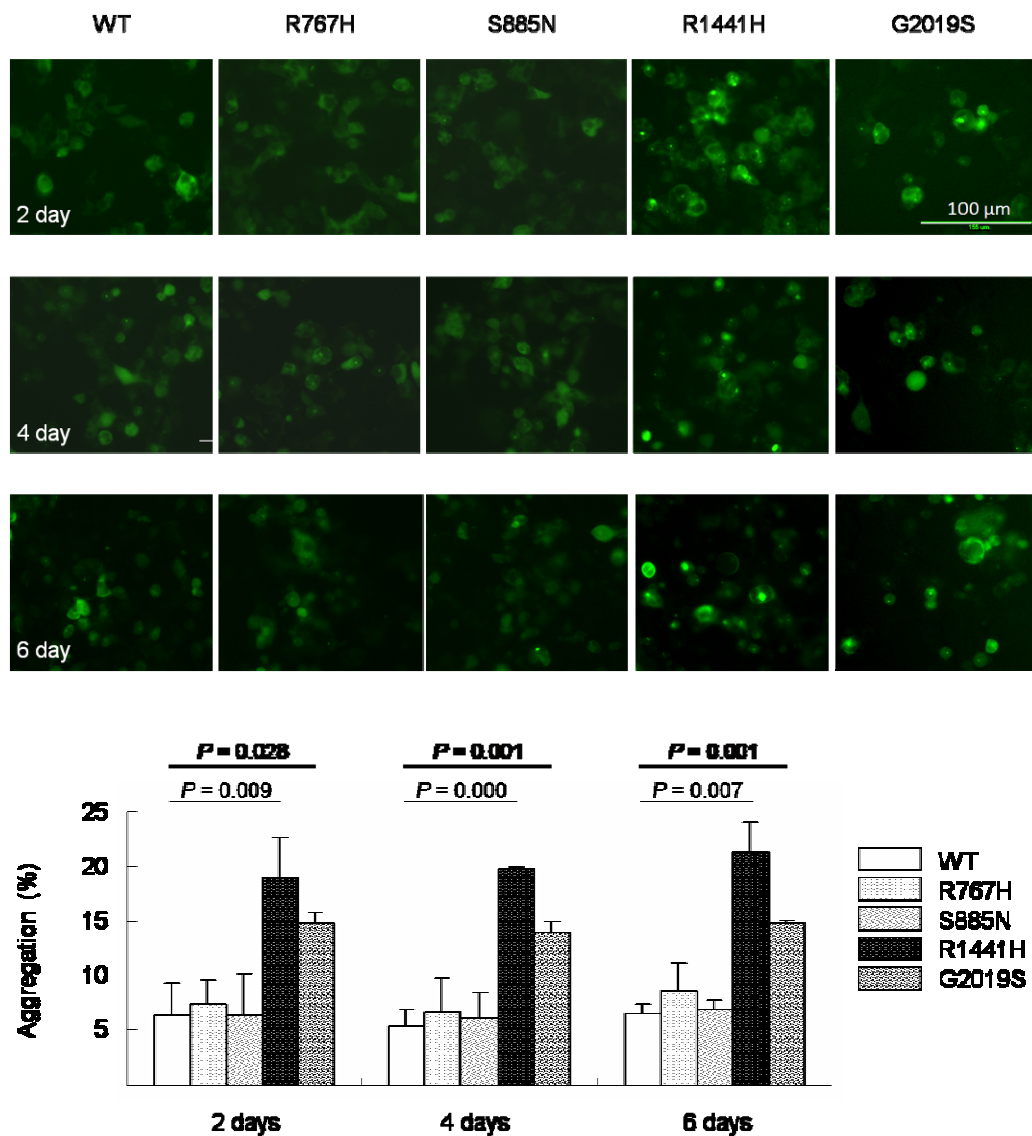 WT R767H S885N R1441H G2019S
2 day
100 µm
4 day
6 day
P = 0.028 P = 0.001 P = 0.001
P = 0.009 P = 0.000 P = 0.007
25
20
15
10
5
Aggregation (%)
WT
R767H
S885N
R1441H
G2019S
2 days 4 days 6 days